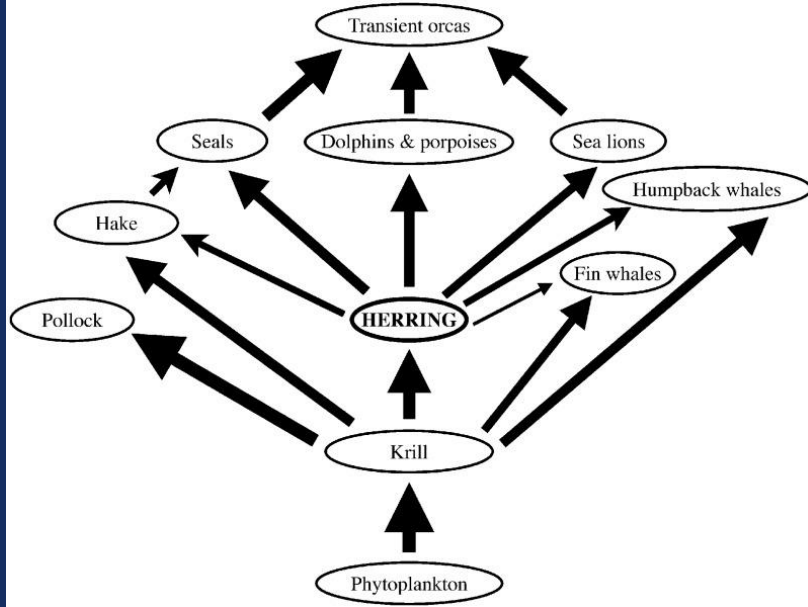 Transient orcas
Seals
Dolphins & porpoises
Sea lions
Humpback whales
Hake
Fin whales
Pollock
HERRING
Krill
Phytoplankton